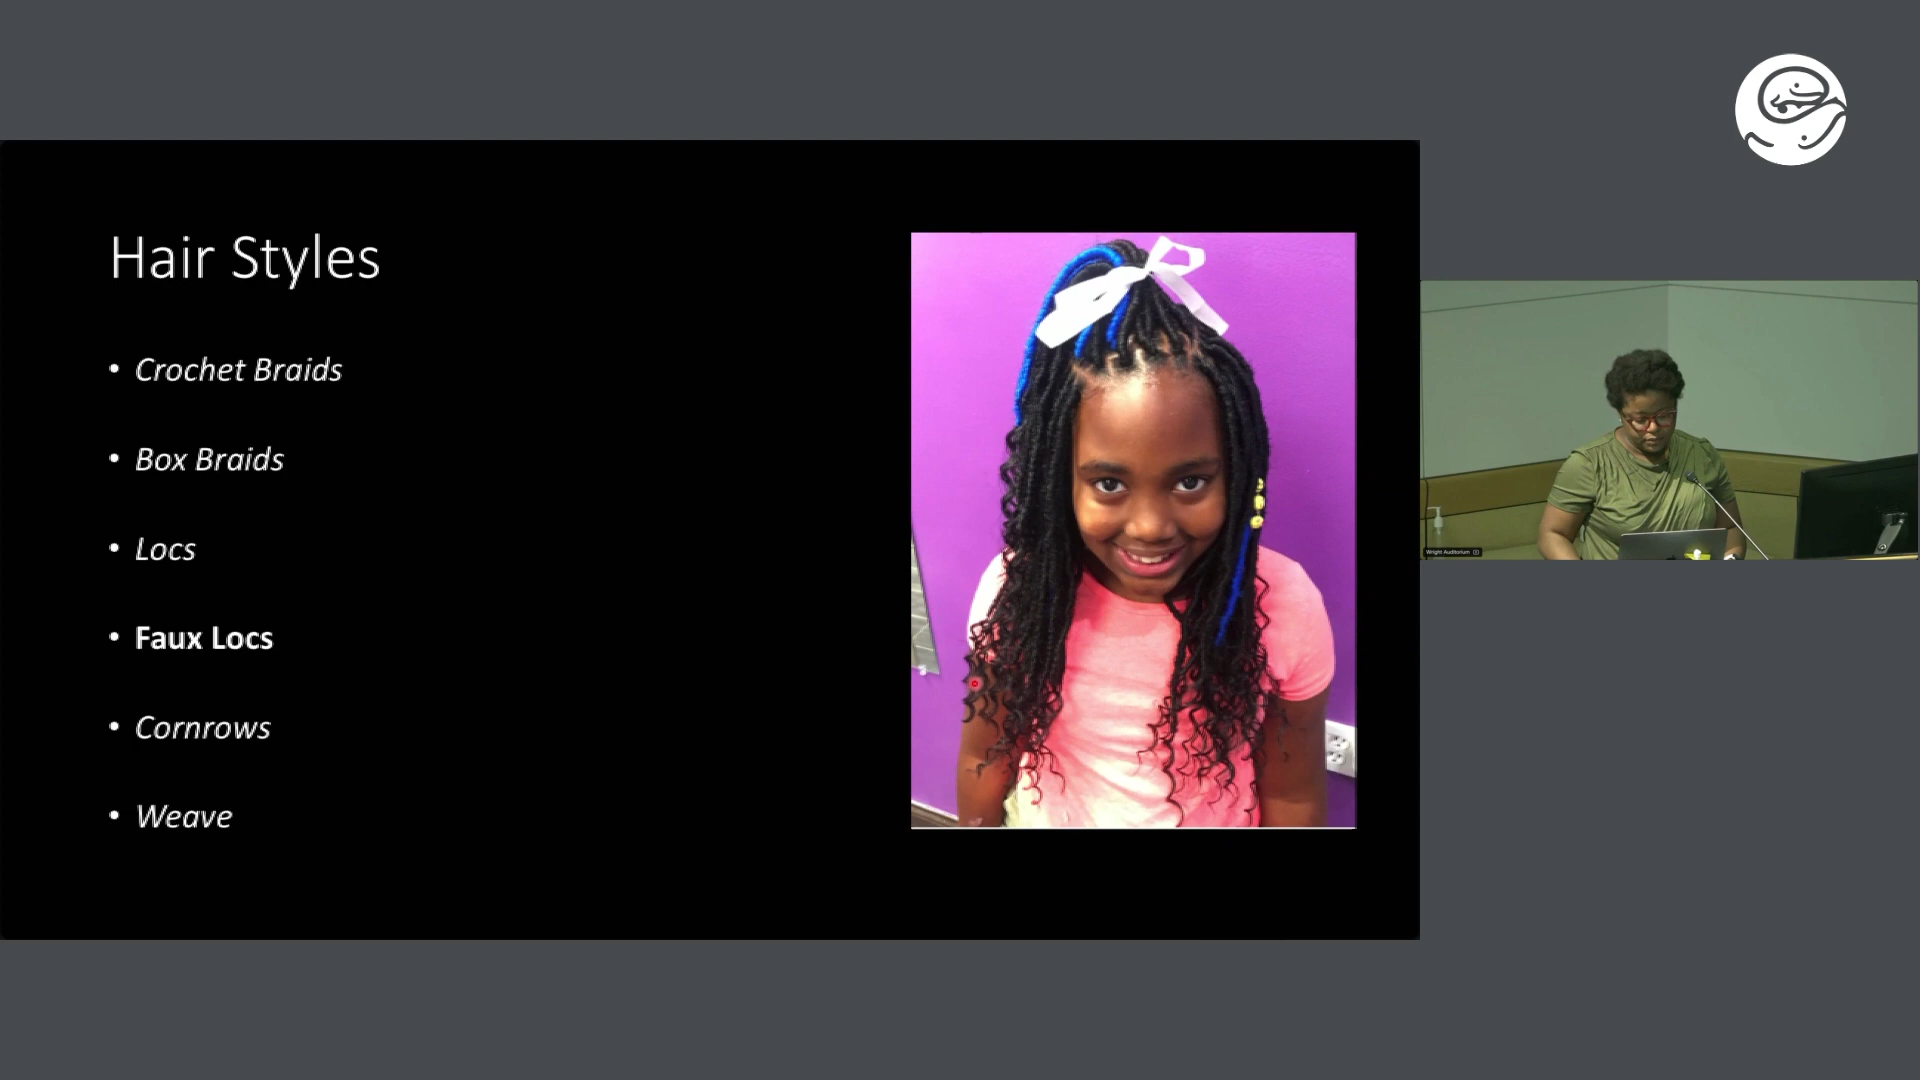 Hair Styles
• Crochet Braids
• Box Braids
• Locs
• Faux Locs
• Cornrows
• Weave
Wright Auditorium